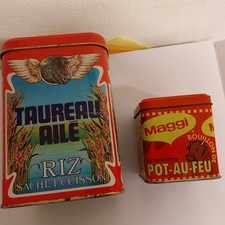 TAUREAU
AILE
RIZ
SACHET CUISSON
Maggi
BOUILLON DE
POT-AU-FEU